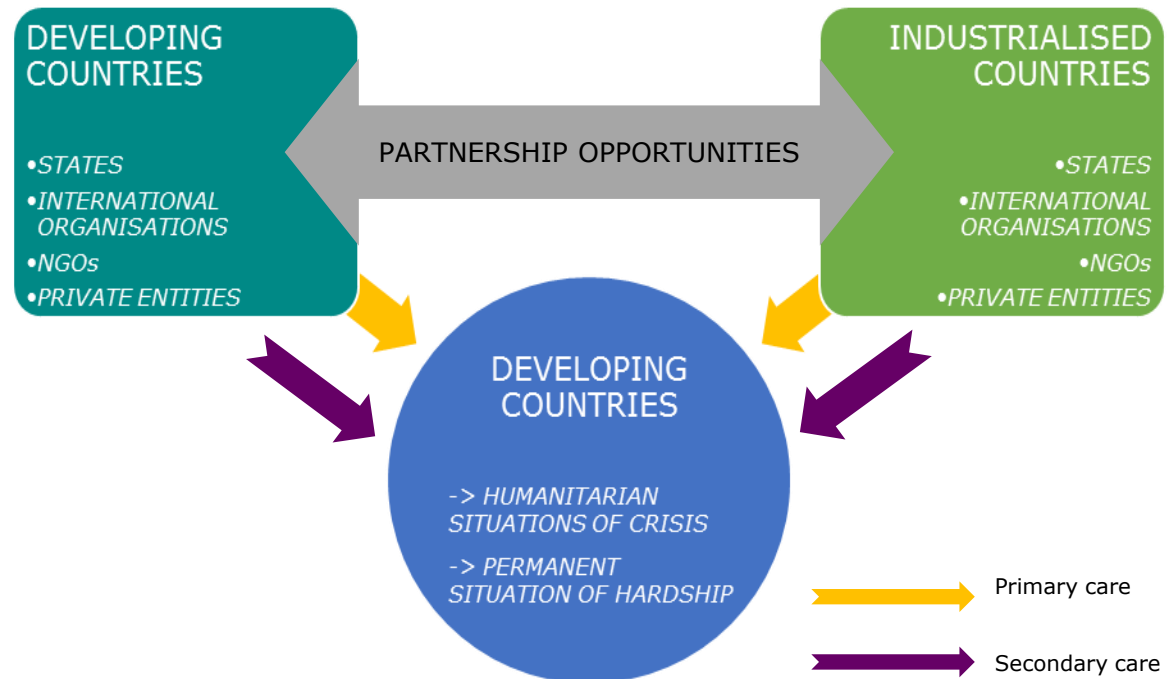 DEVELOPING
COUNTRIES
•STATES
•INTERNATIONAL
ORGANISATIONS
•NGOs
•PRIVATE ENTITIES
PARTNERSHIP OPPORTUNITIES
INDUSTRIALISED
COUNTRIES
•STATES
•INTERNATIONAL
ORGANISATIONS
•NGOs
•PRIVATE ENTITIES
DEVELOPING
COUNTRIES
-> HUMANITARIAN
SITUATIONS OF CRISIS
-> PERMANENT
SITUATION OF HARDSHIP
Primary care
Secondary care